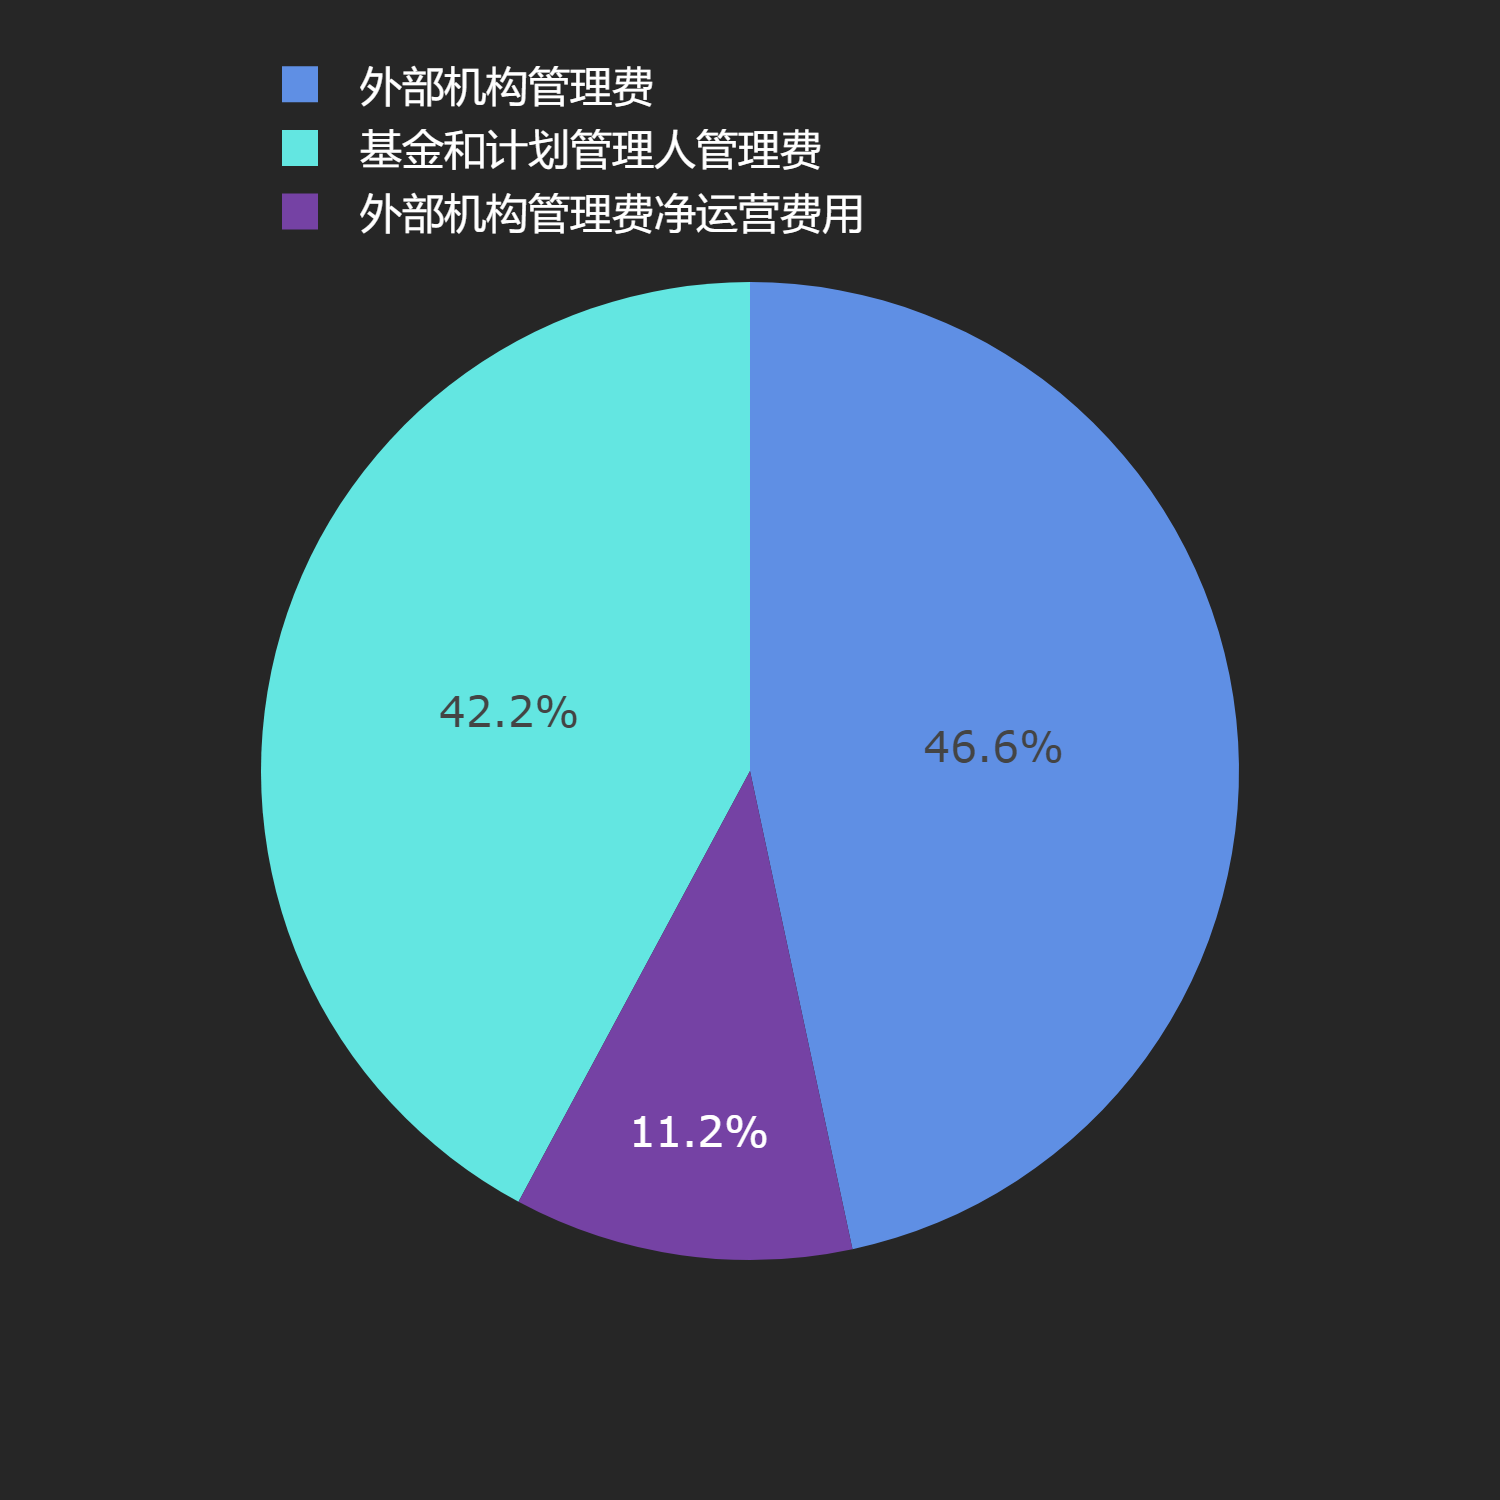 外部机构管理费
基金和计划管理人管理费
外部机构管理费净运营费用
42.2%
46.6%
11.2%